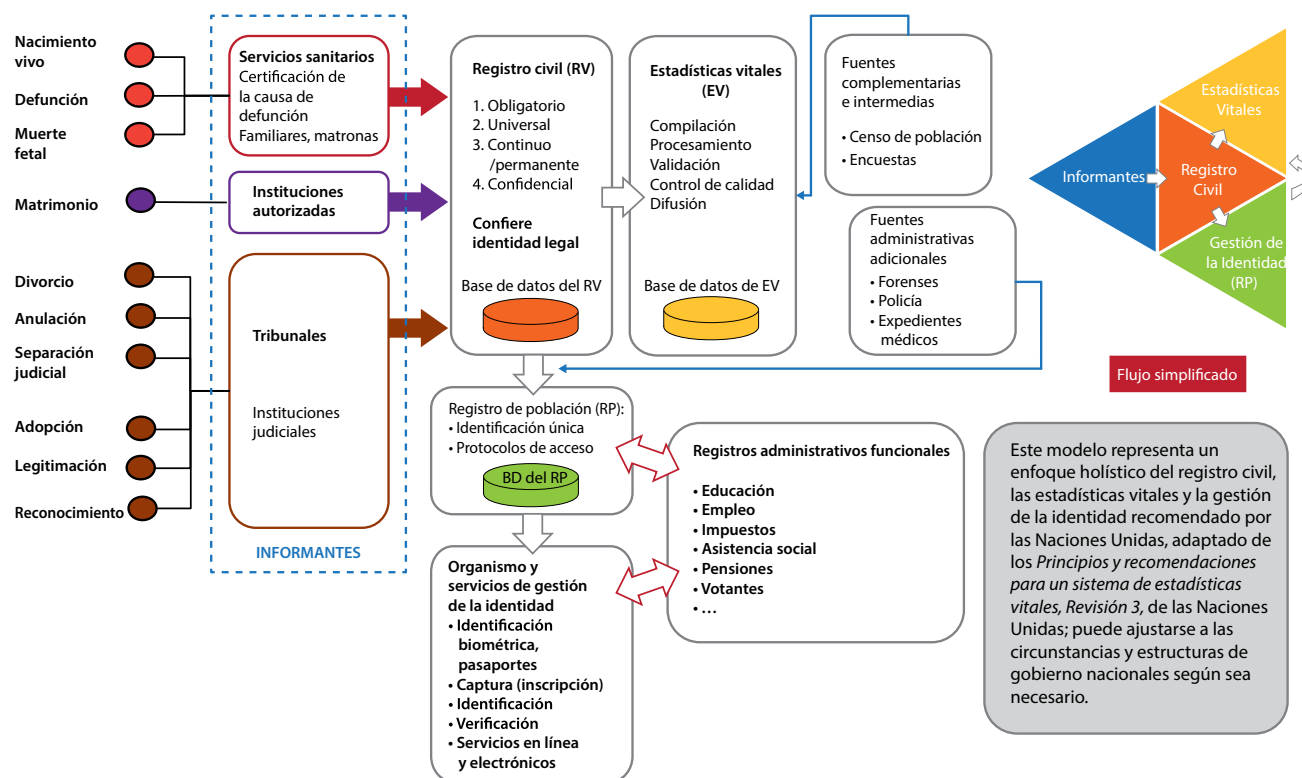 Nacimiento
vivo
Defunción
Muerte
fetal
Matrimonio
Divorcio
Anulación
Separación
judicial
Adopción
Legitimación
Reconocimiento
Servicios sanitarios
Certificación de
la causa de
defunción
Familiares, matronas
Instituciones
autorizadas
Tribunales
Instituciones
judiciales
INFORMANTES
Registro civil (RV)
1. Obligatorio
2. Universal
3. Continuo
/permanente
4. Confidencial
Confiere
identidad legal
Base de datos del RV
Estadísticas vitales
(EV)
Compilación
Procesamiento
Validación
Control de calidad
Difusión
Base de datos de EV
Fuentes
complementarias
e intermedias
• Censo de población
• Encuestas
Fuentes
administrativas
adicionales
• Forenses
• Policía
• Expedientes
médicos
Registro de población (RP):
• Identificación única
• Protocolos de acceso
BD del RP
Organismo y
servicios de gestión
de la identidad
• Identificación
biométrica,
pasaportes
• Captura (inscripción)
• Identificación
• Verificación
• Servicios en línea
y electrónicos
Registros administrativos funcionales
• Educación
• Empleo
• Impuestos
• Asistencia social
• Pensiones
• Votantes
• ...
Informantes
Registro
Civil
Estadísticas
Vitales
Gestión de
la Identidad
(RP)
Flujo simplificado
Este modelo representa un
enfoque holístico del registro civil,
las estadísticas vitales y la gestión
de la identidad recomendado por
las Naciones Unidas, adaptado de
los Principios y recomendaciones
para un sistema de estadísticas
vitales, Revisión 3, de las Naciones
Unidas; puede ajustarse a las
circunstancias y estructuras de
gobierno nacionales según sea
necesario.